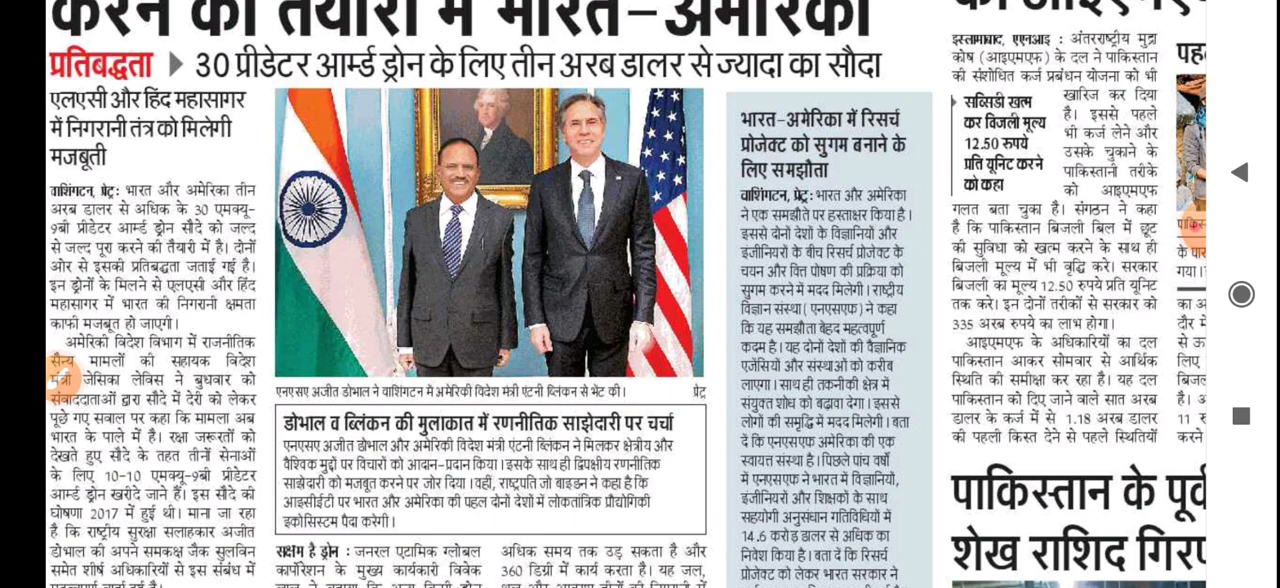 करने की तैयारी में भारत-अमेरिका
प्रतिबद्धता ▶ 30 प्रीडेटर आर्म्ड ड्रोन के लिए तीन अरब डालर से ज्यादा का सौदा
एलएसी और हिंद महासागर
में निगरानी तंत्र को मिलेगी
मजबूती
वाशिंगटन, प्रेट्र: भारत और अमेरिका तीन
अरब डालर से अधिक के 30 एमक्यू-
9बी प्रीडेटर आर्म्ड ड्रोन सौदे को जल्द
से जल्द पूरा करने की तैयारी में है। दोनों
ओर से इसकी प्रतिबद्धता जताई गई है।
इन ड्रोनों के मिलने से एलएसी और हिंद
महासागर में भारत की निगरानी क्षमता
काफी मजबूत हो जाएगी।
अमेरिकी विदेश विभाग में राजनीतिक
सैन्य मामलों की सहायक विदेश
मंत्री जेसिका लेविस ने बुधवार को
संवाददाताओं द्वारा सौदे में देरी को लेकर
पूछे गए सवाल पर कहा कि मामला अब
भारत के पाले में है। रक्षा जरूरतों को
देखते हुए सौदे के तहत तीनों सेनाओं
के लिए 10-10 एमक्यू-9बी प्रीडेटर
आर्म्ड ड्रोन खरीदे जाने हैं। इस सौदे की
घोषणा 2017 में हुई थी। माना जा रहा
है कि राष्ट्रीय सुरक्षा सलाहकार अजीत
डोभाल की अपने समकक्ष जैक सुलविन
समेत शीर्ष अधिकारियों से इस संबंध में
एनएसए अजीत डोभाल ने वाशिंगटन में अमेरिकी विदेश मंत्री एंटनी ब्लिंकन से भेंट की। प्रेट्र
डोभाल व ब्लिंकन की मुलाकात में रणनीतिक साझेदारी पर चर्चा
एनएसए अजीत डोभाल और अमेरिकी विदेश मंत्री एंटनी ब्लिंकन ने मिलकर क्षेत्रीय और
वैश्विक मुद्दों पर विचारों को आदान-प्रदान किया। इसके साथ ही द्विपक्षीय रणनीतिक
साझेदारी को मजबूत करने पर जोर दिया। वहीं, राष्ट्रपति जो बाइडन ने कहा है कि
आइसीईटी पर भारत और अमेरिका की पहल दोनों देशों में लोकतांत्रिक प्रौद्योगिकी
इकोसिस्टम पैदा करेगी।
सक्षम है ड्रोन : जनरल एटामिक ग्लोबल
कार्पोरेशन के मुख्य कार्यकारी विवेक
अधिक समय तक उड़ सकता है और
360 डिग्री में कार्य करता है। यह जल,
भारत-अमेरिका में रिसर्च
प्रोजेक्ट को सुगम बनाने के
लिए समझौता
वाशिंगटन, प्रेट्र: भारत और अमेरिका
ने एक समझौते पर हस्ताक्षर किया है।
इससे दोनों देशों के विज्ञानियों और
इंजीनियरों के बीच रिसर्च प्रोजेक्ट के
चयन और वित्त पोषण की प्रक्रिया को
सुगम करने में मदद मिलेगी। राष्ट्रीय
विज्ञान संस्था ( एनएसएफ) ने कहा
कि यह समझौता बेहद महत्वपूर्ण
कदम है। यह दोनों देशों की वैज्ञानिक
एजेंसियों और संस्थाओं को करीब
लाएगा। साथ ही तकनीकी क्षेत्र में
संयुक्त शोध को बढ़ावा देगा। इससे
लोगों की समृद्धि में मदद मिलेगी। बता
दें कि एनएसएफ अमेरिका की एक
स्वायत्त संस्था है। पिछले पांच वर्षों
में एनएसएफ ने भारत में विज्ञानियों,
इंजीनियरों और शिक्षकों के साथ
सहयोगी अनुसंधान गतिविधियों में
14.6 करोड़ डालर से अधिक का
निवेश किया है। बता दें कि रिसर्च
प्रोजेक्ट को लेकर भारत सरकार ने
इस्लामाबाद, एएनआइ : अंतरराष्ट्रीय मुद्रा
कोष (आइएमएफ) के दल ने पाकिस्तान
की संशोधित कर्ज प्रबंधन योजना को भी
खारिज कर दिया
है। इससे पहले
भी कर्ज लेने और
उसके चुकाने के
पाकिस्तानी तरीके
को आइएमएफ
सब्सिडी खत्म
कर बिजली मूल्य
12.50 रुपये
प्रति यूनिट करने
को कहा
गलत बता चुका है। संगठन ने कहा
है कि पाकिस्तान बिजली बिल में छूट
की सुविधा को खत्म करने के साथ ही
बिजली मूल्य में भी वृद्धि करे। सरकार
बिजली का मूल्य 12.50 रुपये प्रति यूनिट
तक करे। इन दोनों तरीकों से सरकार को
335 अरब रुपये का लाभ होगा।
आइएमएफ के अधिकारियों का दल
पाकिस्तान आकर सोमवार से आर्थिक
स्थिति की समीक्षा कर रहा है। यह दल
पाकिस्तान को दिए जाने वाले सात अरब
डालर के कर्ज में से 1.18 अरब डालर
की पहली किस्त देने से पहले स्थितियों
पाकिस्तान के पूर्व
शेख राशिद गिरफ
पह
के पार
गया।
का अ
दौर में
से ऊ
लिए
बिजल
है। अ
11 रु
करने